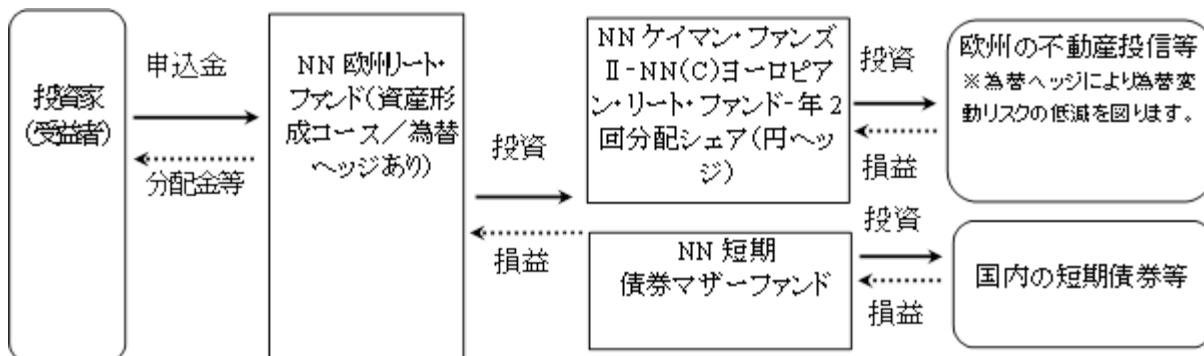 投資家
(受益者)
申込金
分配金等
NN 欧州リート・
ファンド(資産形
成コース/為替
ヘッジあり)
投資
損益
NN ケイマン・ファンズ
Ⅱ-NN(C)ヨーロピア
ン・リート・ファンド-年2
回分配シェア(円ヘッ
ジ)
投資
損益
欧州の不動産投信等
※為替ヘッジにより為替変
動リスクの低減を図ります。
NN 短期
債券マザーファンド
投資
損益
国内の短期債券等